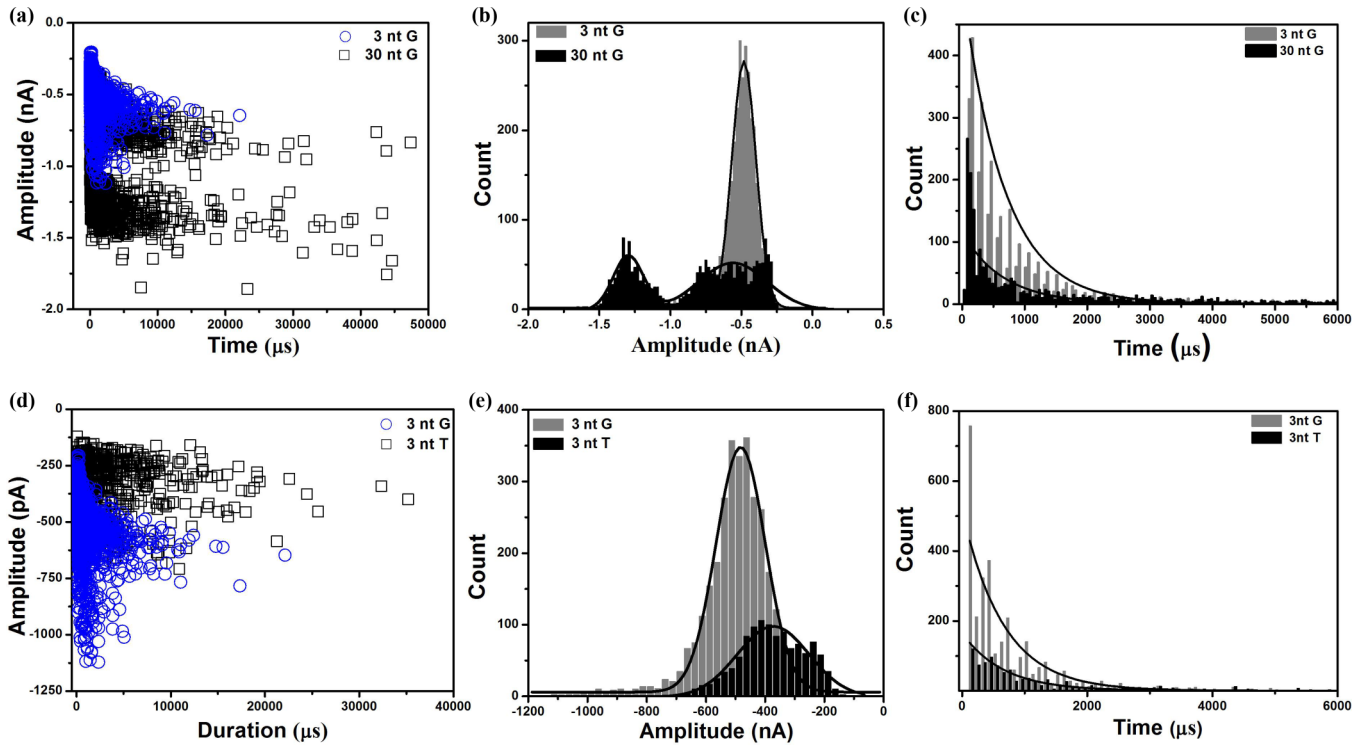 (a)
0.0
-0.5
-1.0
-1.5
-2.0
Amplitude (nA)
0 10000 20000 30000 40000 50000
Time (μs)
3 nt G
30 nt G
(b)
300
200
100
0
Count
-2.0 -1.5 -1.0 -0.5 0.0 0.5
Amplitude (nA)
3 nt G
30 nt G
(c)
400
350
300
250
200
150
100
50
0
Count
0 1000 2000 3000 4000 5000 6000
Time (μs)
3 nt G
30 nt G
(d)
0
-250
-500
-750
-1000
-1250
Amplitude (pA)
0 10000 20000 30000 40000
Duration (μs)
3 nt G
3 nt T
(e)
400
300
200
100
0
Count
-1200 -1000 -800 -600 -400 -200 0
Amplitude (nA)
3 nt G
3 nt T
(f)
800
600
400
200
0
Count
0 2000 4000 6000
Time (μs)
3nt G
3nt T